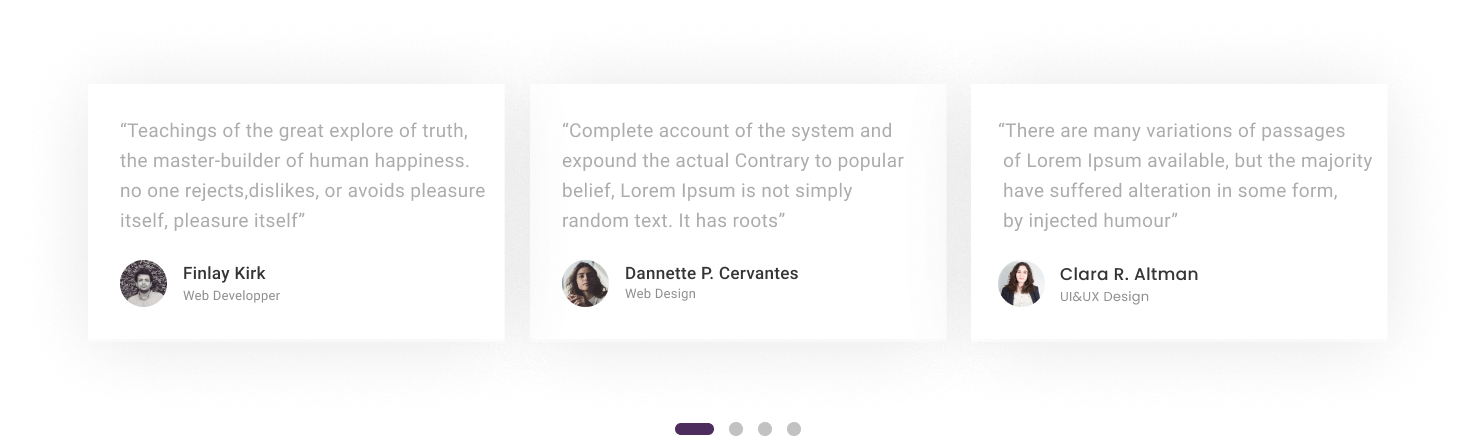 “Teachings of the great explore of truth,
the master-builder of human happiness.
no one rejects,dislikes, or avoids pleasure
itself, pleasure itself”
Finlay Kirk
Web Developper
“Complete account of the system and
expound the actual Contrary to popular
belief, Lorem Ipsum is not simply
random text. It has roots”
Dannette P. Cervantes
Web Design
“There are many variations of passages
of Lorem Ipsum available, but the majority
have suffered alteration in some form,
by injected humour”
Clara R. Altman
UI&UX Design